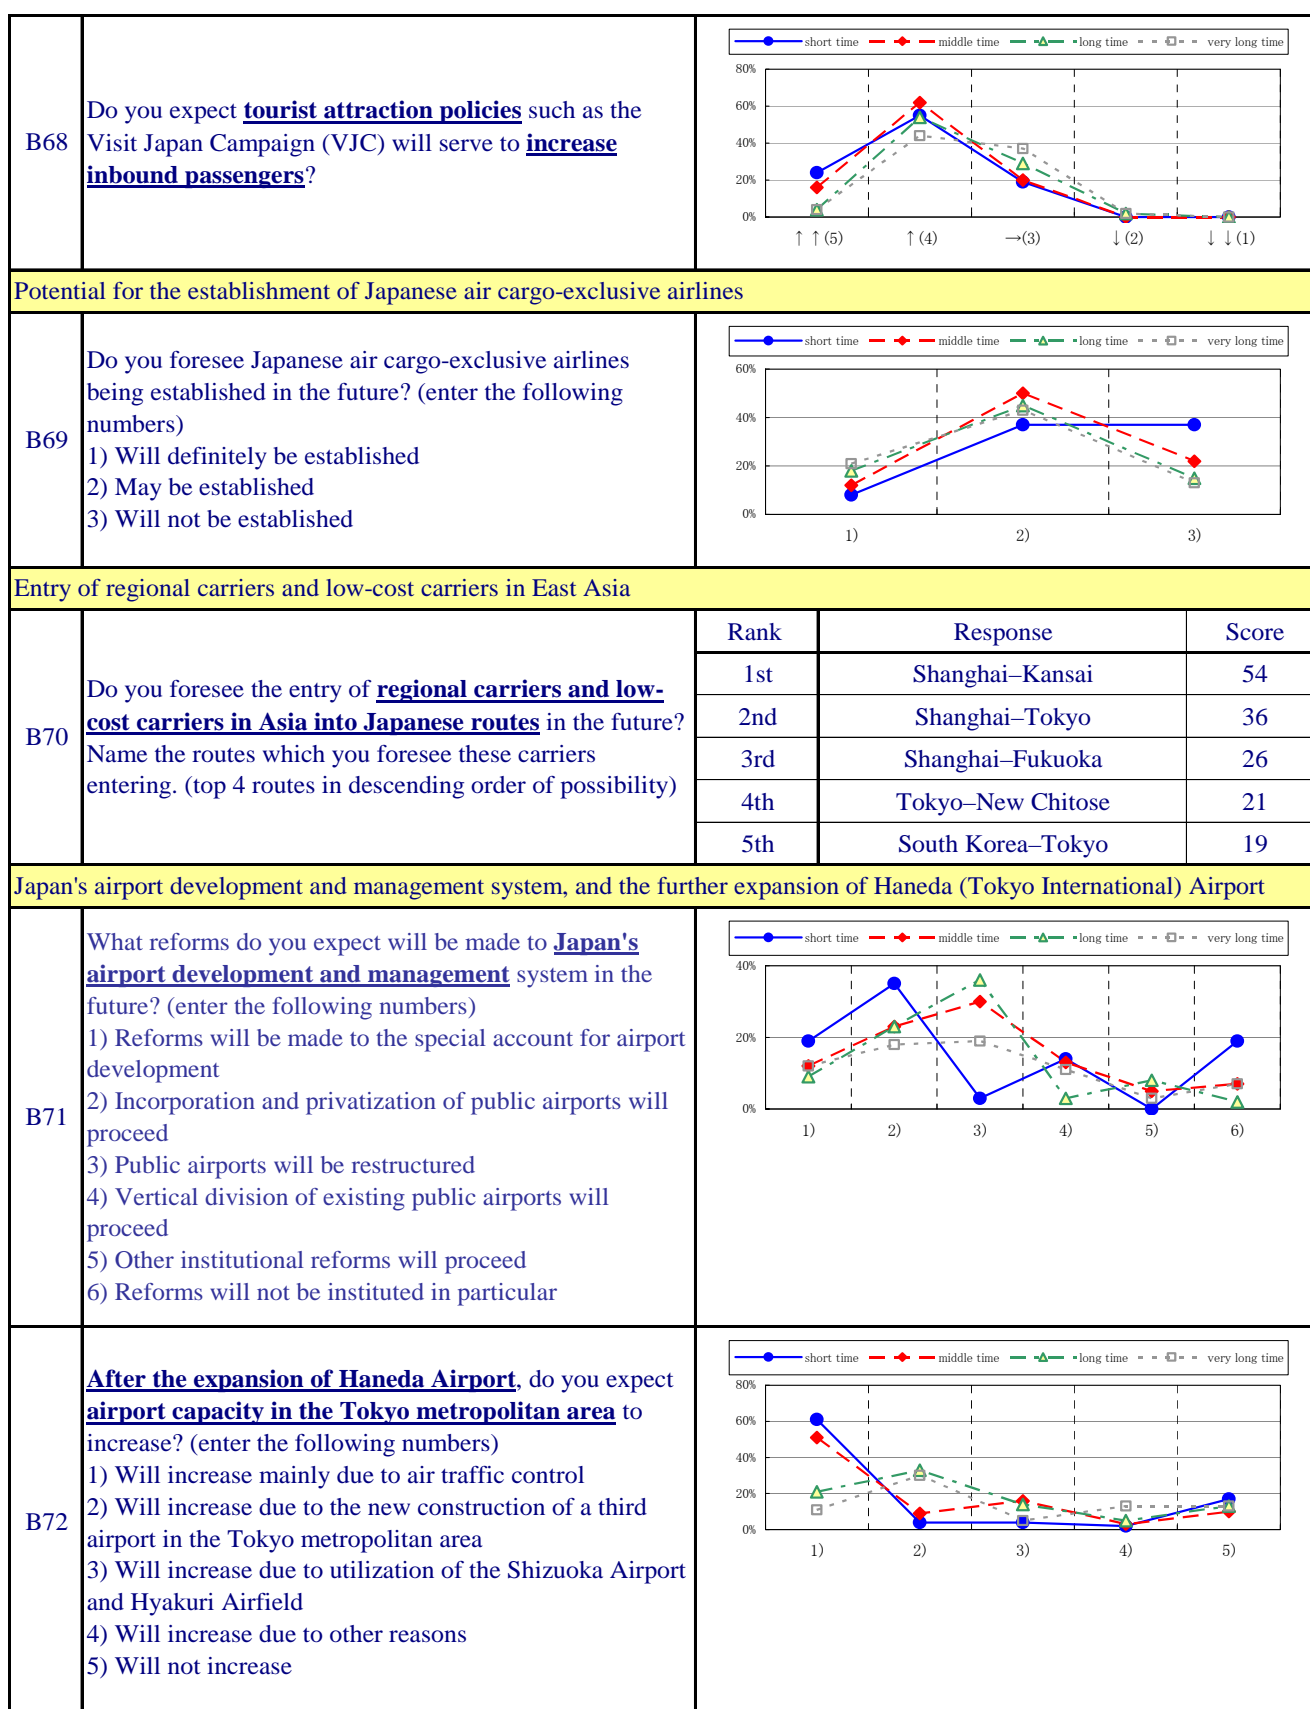 B68
Do you expect tourist attraction policies such as the
Visit Japan Campaign (VJC) will serve to increase
inbound passengers?
short time middle time long time very long time
80%
60%
40%
20%
0%
↑↑(5) ↑(4) →(3) ↓(2) ↓↓(1)
Potential for the establishment of Japanese air cargo-exclusive airlines
B69
Do you foresee Japanese air cargo-exclusive airlines
being established in the future? (enter the following
numbers)
1) Will definitely be established
2) May be established
3) Will not be established
short time middle time long time very long time
60%
40%
20%
0%
1) 2) 3)
Entry of regional carriers and low-cost carriers in East Asia
B70
Do you foresee the entry of regional carriers and low-
cost carriers in Asia into Japanese routes in the future?
Name the routes which you foresee these carriers
entering. (top 4 routes in descending order of possibility)
Rank Response Score
1st Shanghai–Kansai 54
2nd Shanghai–Tokyo 36
3rd Shanghai–Fukuoka 26
4th Tokyo–New Chitose 21
5th South Korea–Tokyo 19
Japan's airport development and management system, and the further expansion of Haneda (Tokyo International) Airport
B71
What reforms do you expect will be made to Japan's
airport development and management system in the
future? (enter the following numbers)
1) Reforms will be made to the special account for airport
development
2) Incorporation and privatization of public airports will
proceed
3) Public airports will be restructured
4) Vertical division of existing public airports will
proceed
5) Other institutional reforms will proceed
6) Reforms will not be instituted in particular
short time middle time long time very long time
40%
20%
0%
1) 2) 3) 4) 5) 6)
B72
After the expansion of Haneda Airport, do you expect
airport capacity in the Tokyo metropolitan area to
increase? (enter the following numbers)
1) Will increase mainly due to air traffic control
2) Will increase due to the new construction of a third
airport in the Tokyo metropolitan area
3) Will increase due to utilization of the Shizuoka Airport
and Hyakuri Airfield
4) Will increase due to other reasons
5) Will not increase
short time middle time long time very long time
80%
60%
40%
20%
0%
1) 2) 3) 4) 5)